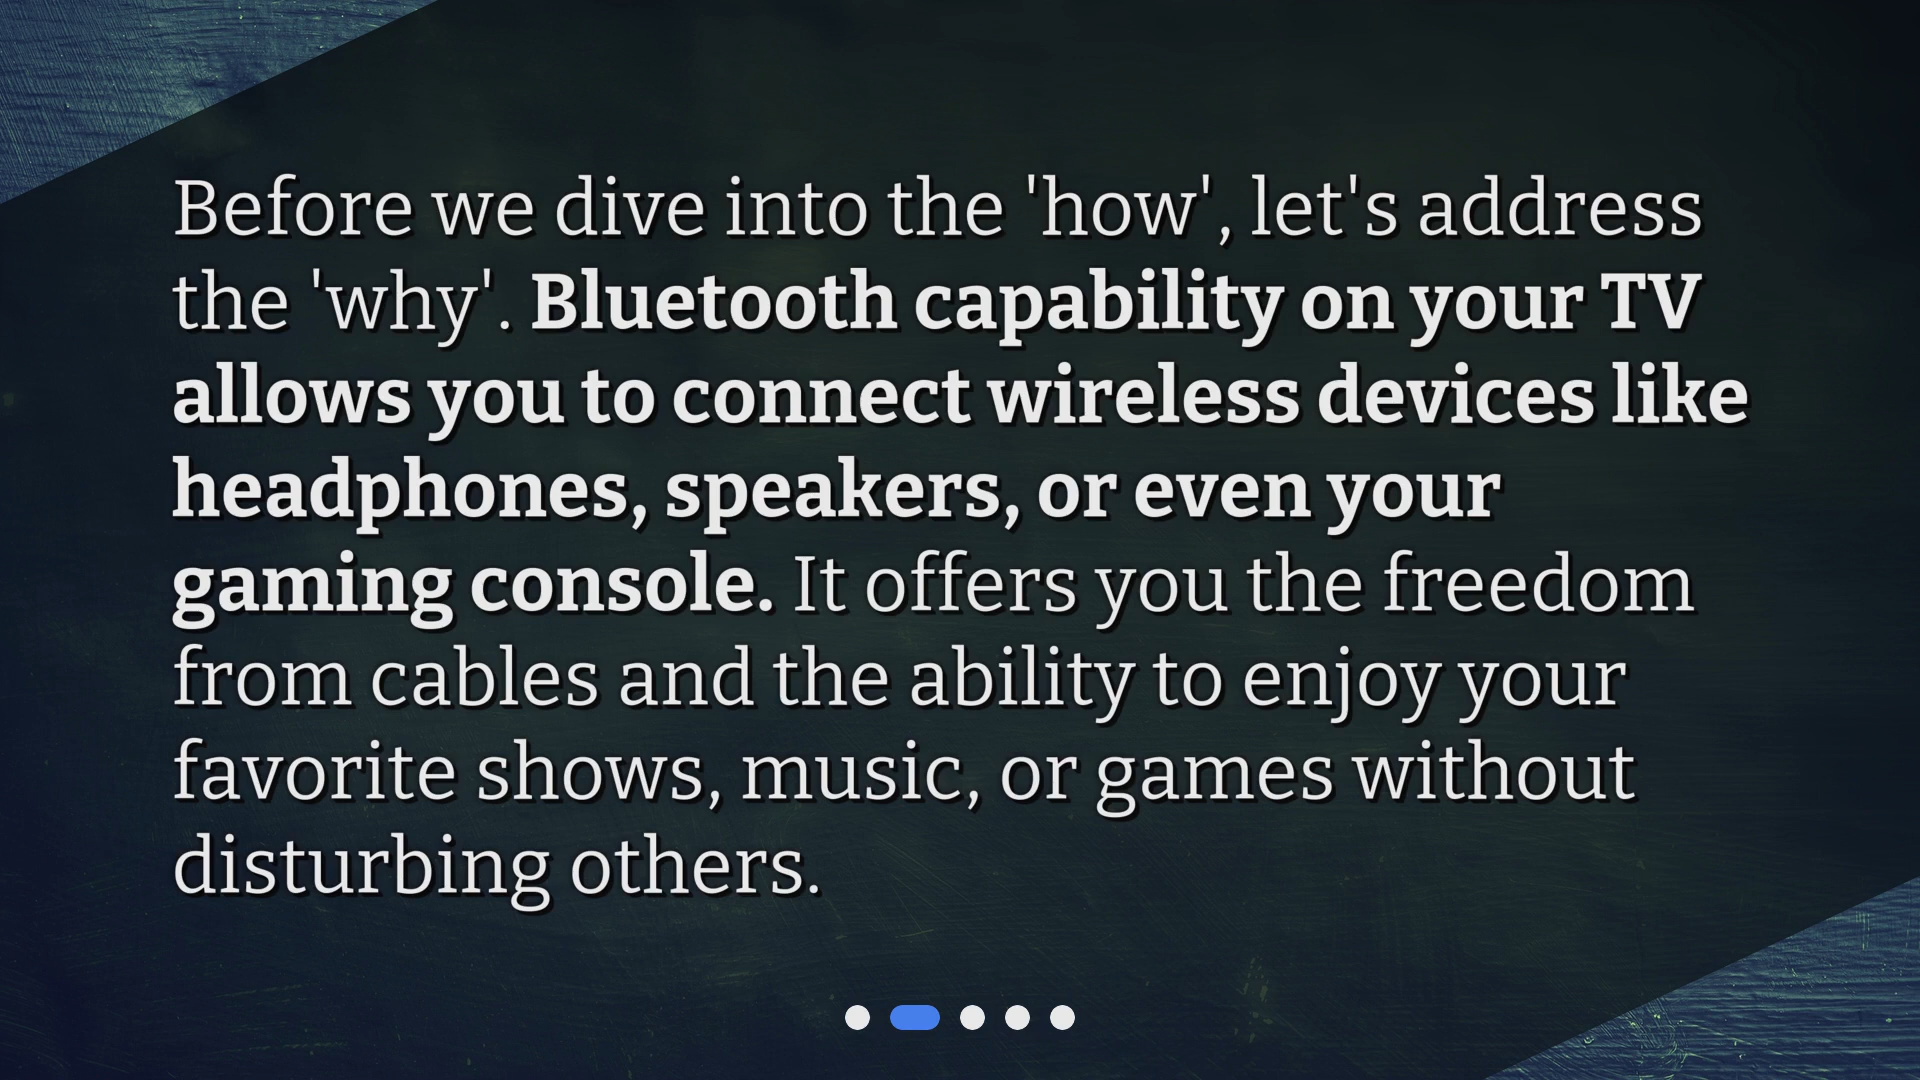 Before we dive into the 'how', let's address
the 'why'. Bluetooth capability on your TV
allows you to connect wireless devices like
headphones, speakers, or even your
gaming console. It offers you the freedom
from cables and the ability to enjoy your
favorite shows, music, or games without
disturbing others.